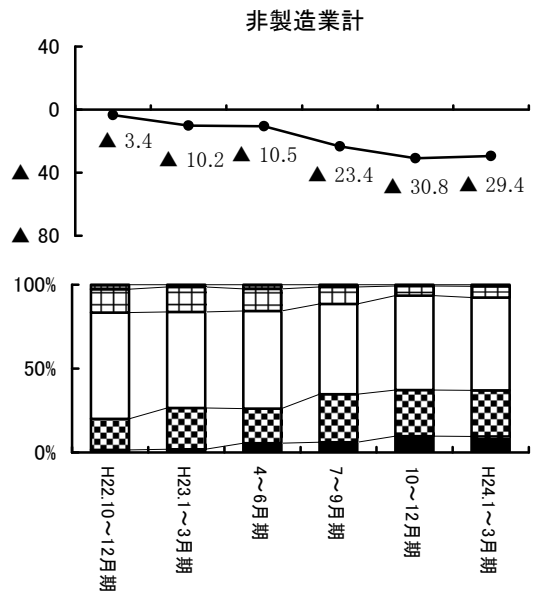 非製造業計
40
0
▲ 40
▲ 80
▲ 3.4
▲ 10.2
▲ 10.5
▲ 23.4
▲ 30.8
▲ 29.4
100%
50%
0%
H22.10～12月期
H23.1～3月期
4～6月期
7～9月期
10～12月期
H24.1～3月期